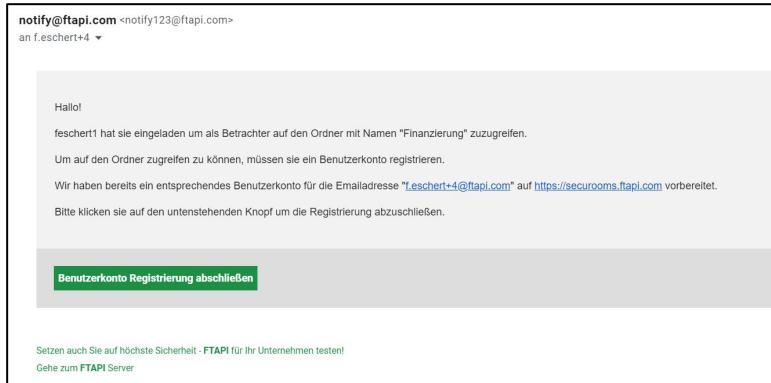 notify@ftapi.com <notify123@ftapi.com>
an f.eschert+4
Hallo!
feschert1 hat sie eingeladen um als Betrachter auf den Ordner mit Namen "Finanzierung" zuzugreifen.
Um auf den Ordner zugreifen zu können, müssen sie ein Benutzerkonto registrieren.
Wir haben bereits ein entsprechendes Benutzerkonto für die Emailadresse "f.eschert+4@ftapi.com" auf https://securooms.ftapi.com vorbereitet.
Bitte klicken sie auf den untenstehenden Knopf um die Registrierung abzuschließen.
Benutzerkonto Registrierung abschließen
Setzen auch Sie auf höchste Sicherheit - FTAPI für Ihr Unternehmen testen!
Gehe zum FTAPI Server